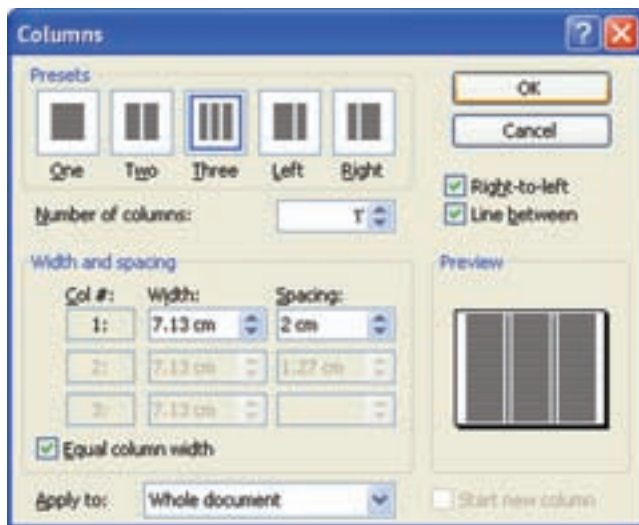 Columns
Presets
One Two Three Left Right
OK
Cancel
Right-to-left
Line between
Number of columns: ٣
Width and spacing
Col #: Width: Spacing:
1: 7.13 cm 2 cm
2: 7.13 cm 1.27 cm
3: 7.13 cm
Equal column width
Preview
Apply to: Whole document
Start new column